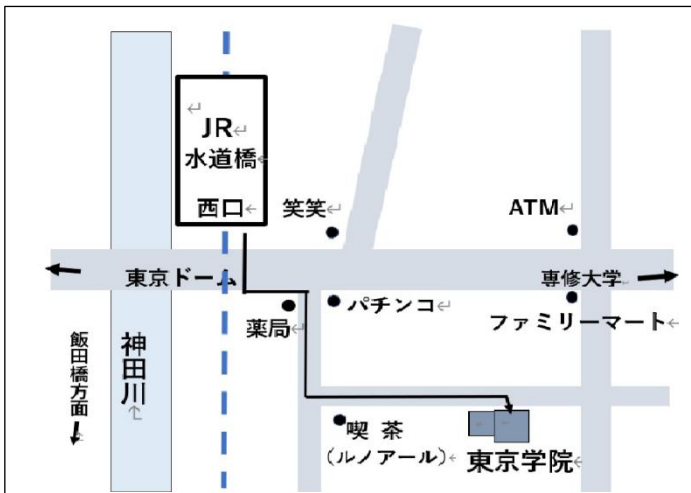 JR
水道橋
西口
笑笑
ATM
東京ドーム
専修大学
薬局
パチンコ
ファミリーマート
飯田橋方面
神田川
喫 茶
(ルノアール)
東京学院